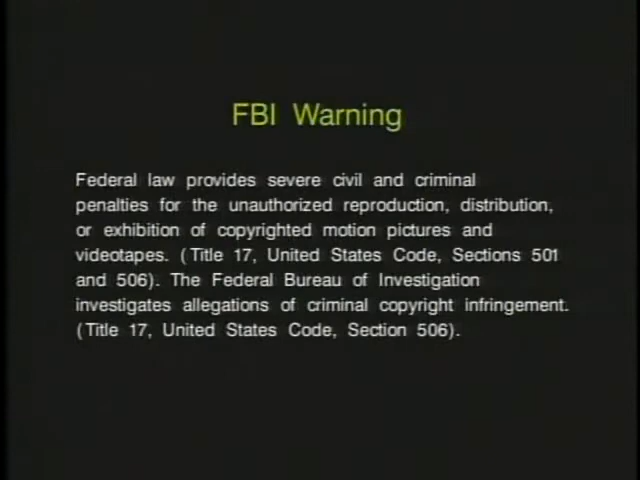 FBI Warning
Federal law provides severe civil and criminal
penalties for the unauthorized reproduction, distribution,
or exhibition of copyrighted motion pictures and
videotapes. (Title 17, United States Code, Sections 501
and 506). The Federal Bureau of Investigation
investigates allegations of criminal copyright infringement.
(Title 17, United States Code, Section 506).